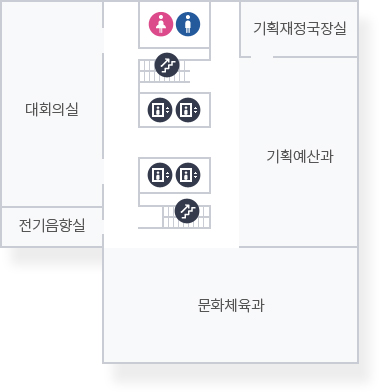 기획재정국장실
대회의실
기획예산과
전기음향실
문화체육과